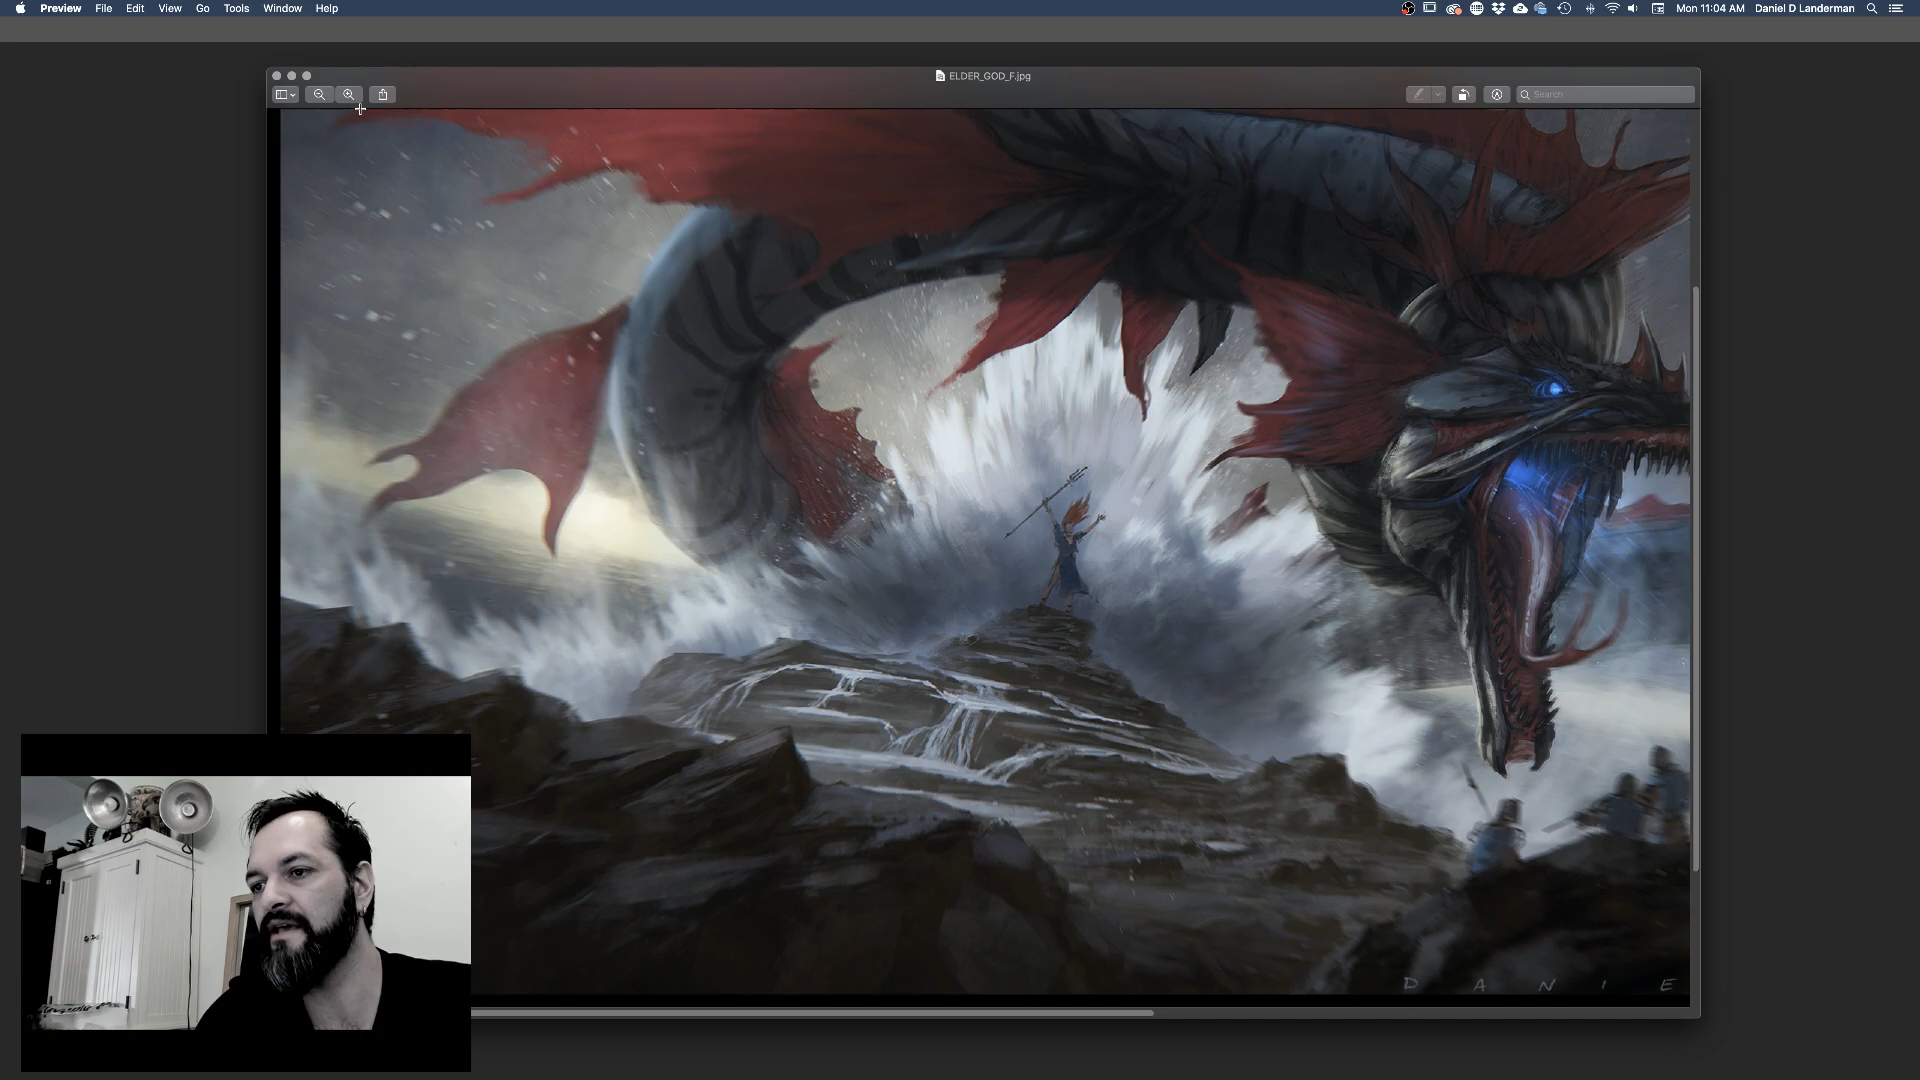 Preview File Edit View Go Tools Window Help Mon 11:04 AM Daniel D Landerman
ELDER_GOD_F.jpg
Search
D A N I E